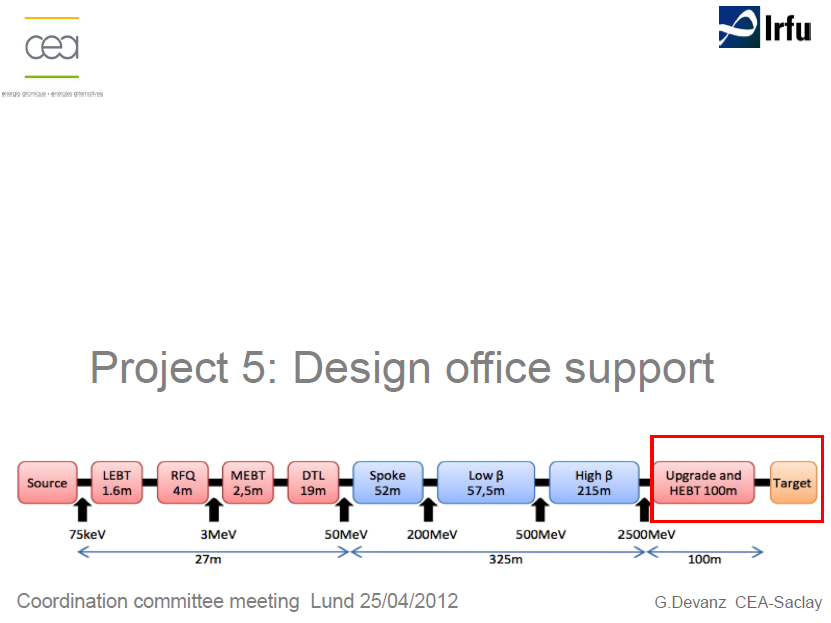 cea
énergie atomique • énergies alternatives
Irfu
Project 5: Design office support
Source
LEBT
1.6m
RFQ
4m
MEBT
2,5m
DTL
19m
Spoke
52m
Low β
57,5m
High β
215m
Upgrade and
HEBT 100m
Target
75keV
3MeV
50MeV
200MeV
500MeV
2500MeV
27m
325m
100m
Coordination committee meeting Lund 25/04/2012
G.Devanz CEA-Saclay